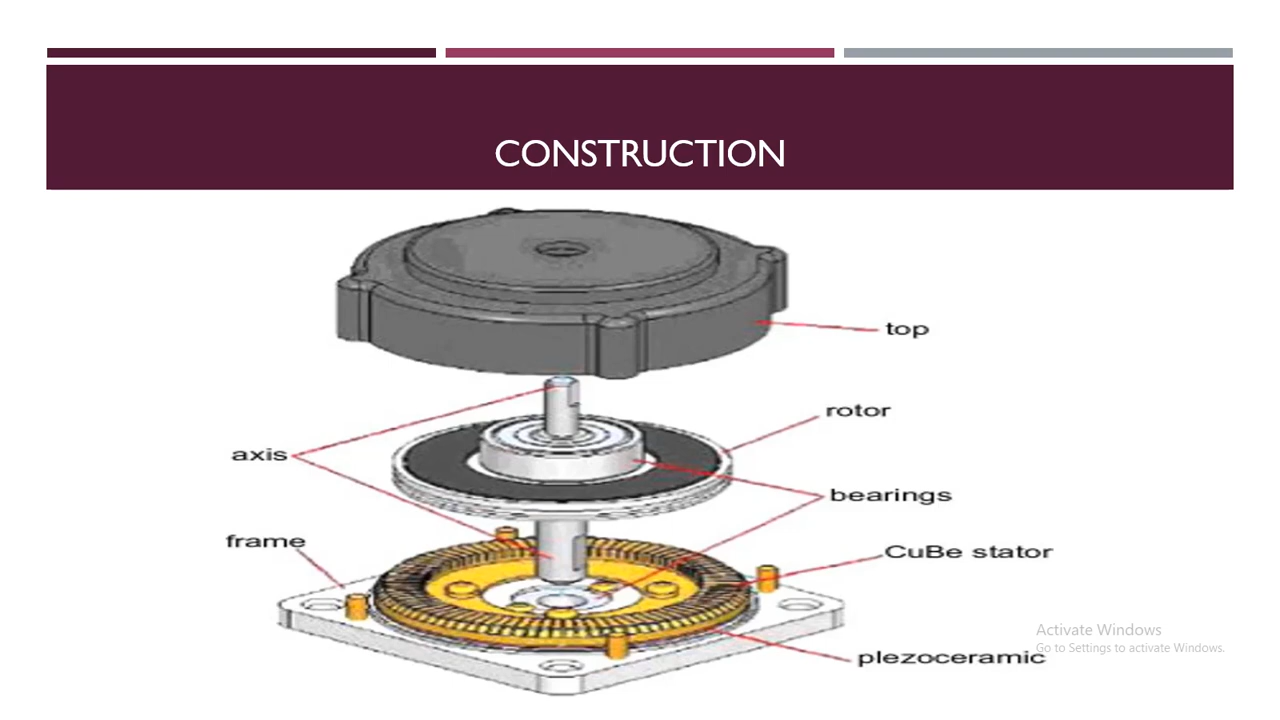 CONSTRUCTION
top
rotor
axis
bearings
frame
CuBe stator
Activate Windows
Go to Settings to activate Windows.
plezoceramic